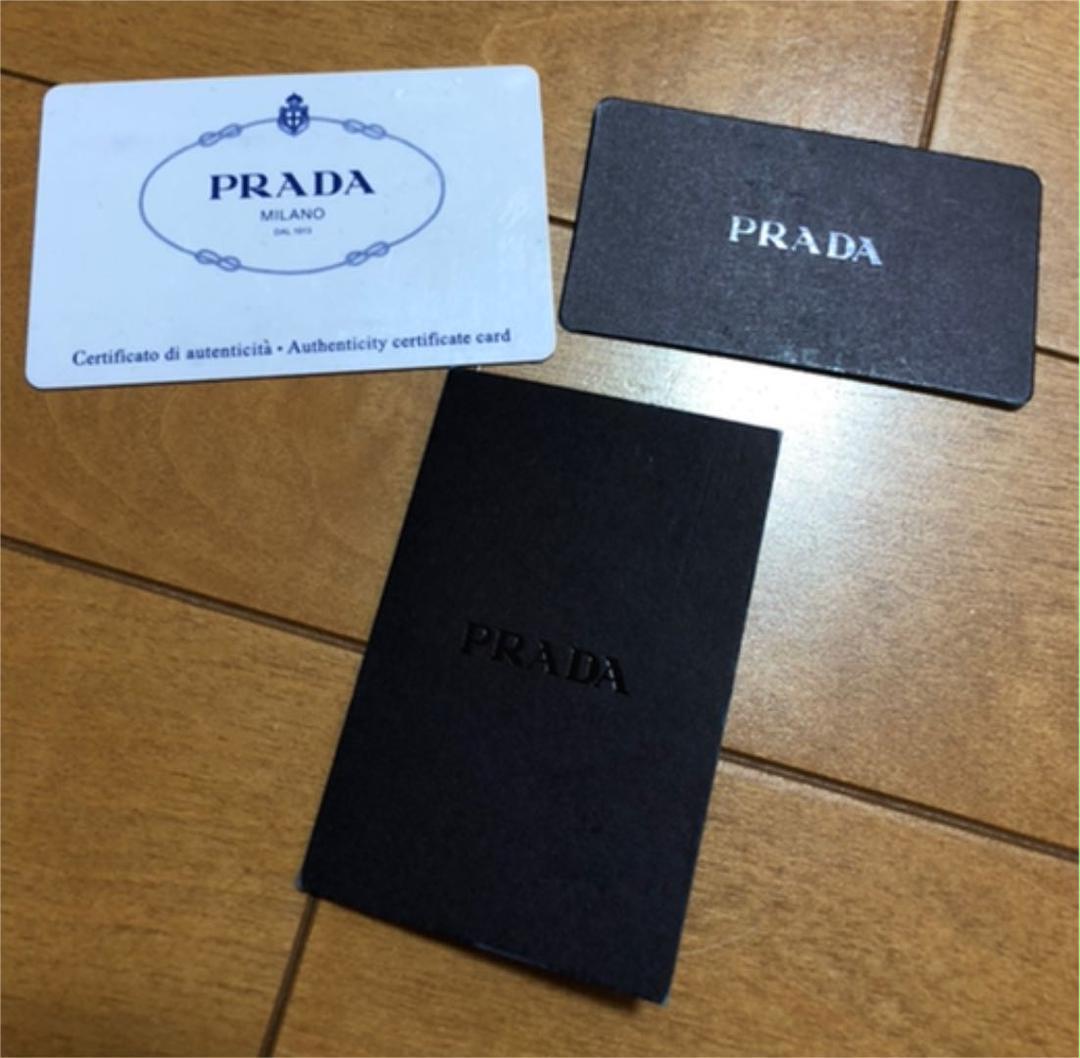 PRADA
MILANO
DAL 1913
Certificato di autenticità • Authenticity certificate card
PRADA
PRADA